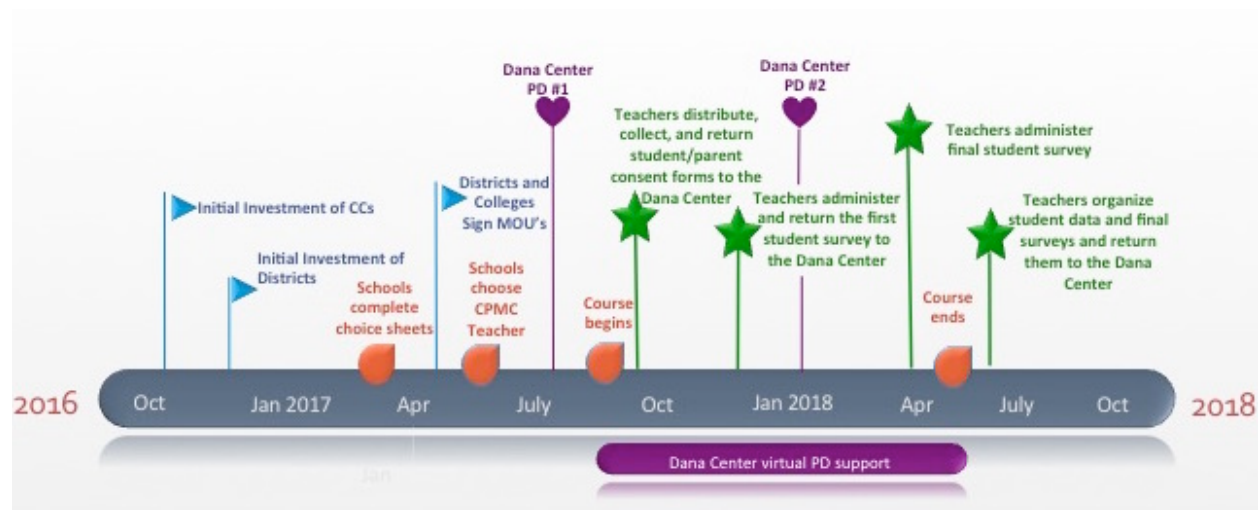 Dana Center
PD #1
Dana Center
PD #2
Teachers distribute,
collect, and return
student/parent
consent forms to the
Dana Center
Teachers administer
final student survey
Initial Investment of CCs
Districts and
Colleges
Sign MOU's
Teachers administer
and return the first
student survey to
the Dana Center
Teachers organize
student data and final
surveys and return
them to the Dana
Center
Initial Investment of
Districts
Schools
complete
choice sheets
Schools
choose
CPMC
Teacher
Course
begins
Course
ends
2016
Oct
Jan 2017
Apr
July
Oct
Jan 2018
Apr
July
Oct
2018
Dana Center virtual PD support
Jan